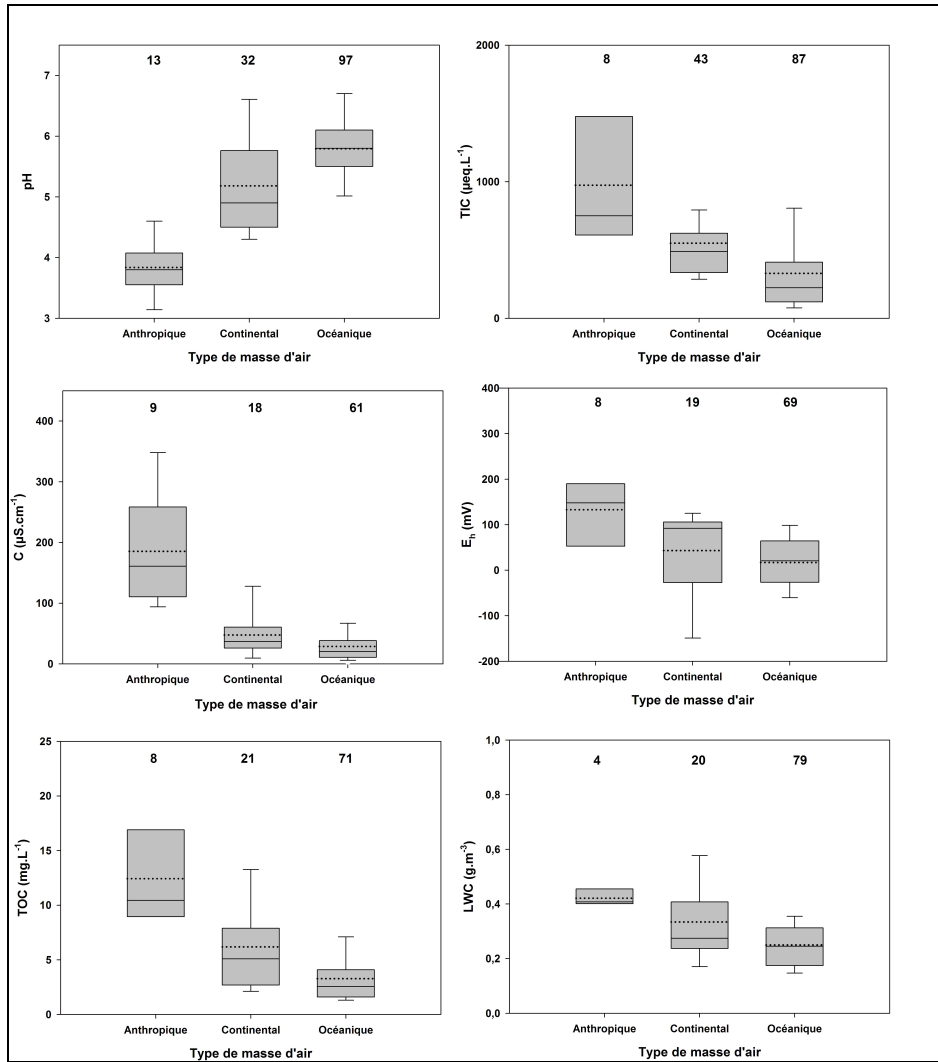 13 32 97
7
6
5
4
3
pH
Anthropique Continental Océanique
Type de masse d'air
8 43 87
2000
1000
0
TIC (µeq.L⁻¹)
Anthropique Continental Océanique
Type de masse d'air
9 18 61
400
300
200
100
0
C (µS.cm⁻¹)
Anthropique Continental Océanique
Type de masse d'air
8 19 69
400
300
200
100
0
-100
-200
Eₕ (mV)
Anthropique Continental Océanique
Type de masse d'air
8 21 71
25
20
15
10
5
0
TOC (mg.L⁻¹)
Anthropique Continental Océanique
Type de masse d'air
4 20 79
1,0
0,8
0,6
0,4
0,2
0,0
LWC (g.m⁻³)
Anthropique Continental Océanique
Type de masse d'air